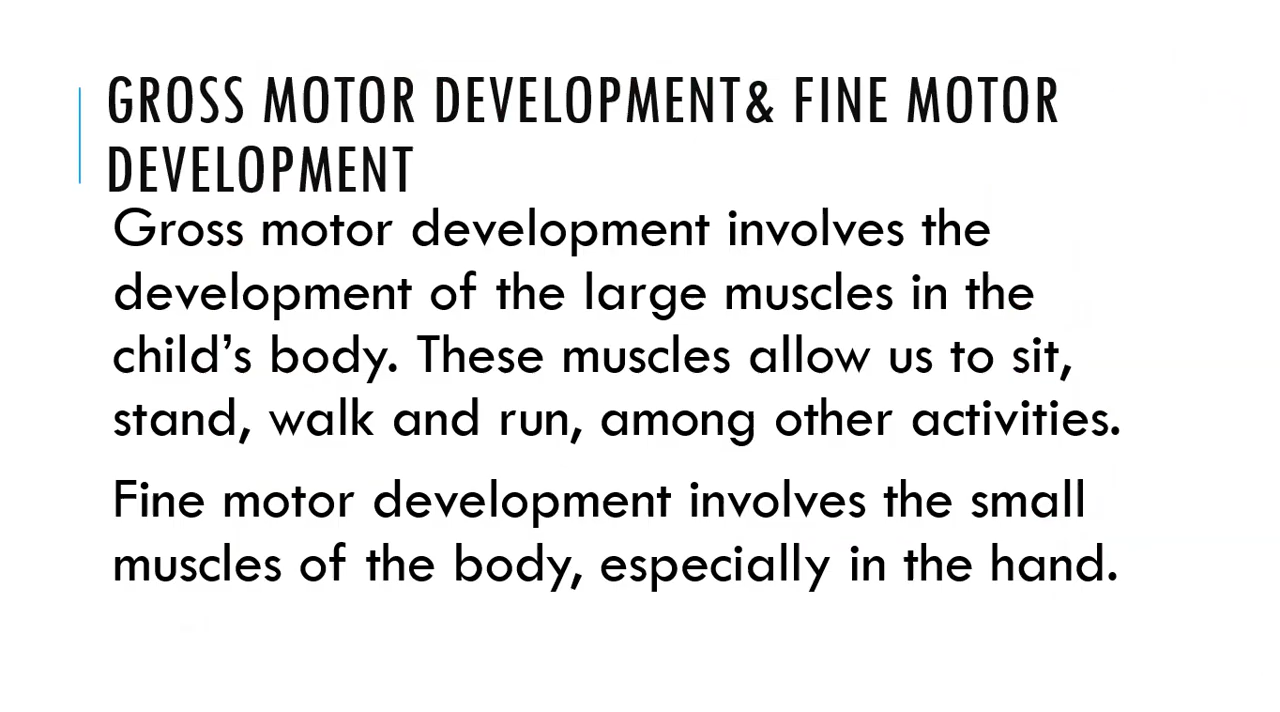 GROSS MOTOR DEVELOPMENT& FINE MOTOR
DEVELOPMENT
Gross motor development involves the
development of the large muscles in the
child’s body. These muscles allow us to sit,
stand, walk and run, among other activities.
Fine motor development involves the small
muscles of the body, especially in the hand.